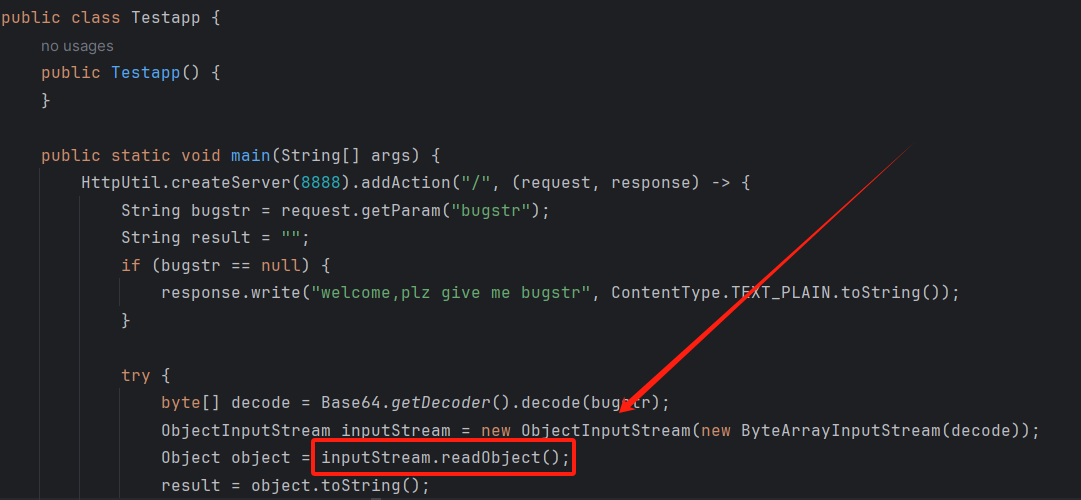 public class Testapp {
no usages
public Testapp() {
}
public static void main(String[] args) {
HttpUtil.createServer(8888).addAction("/", (request, response) -> {
String bugstr = request.getParam("bugstr");
String result = "";
if (bugstr == null) {
response.write("welcome,plz give me bugstr", ContentType.TEXT_PLAIN.toString());
}
try {
byte[] decode = Base64.getDecoder().decode(bugstr);
ObjectInputStream inputStream = new ObjectInputStream(new ByteArrayInputStream(decode));
Object object = inputStream.readObject();
result = object.toString();